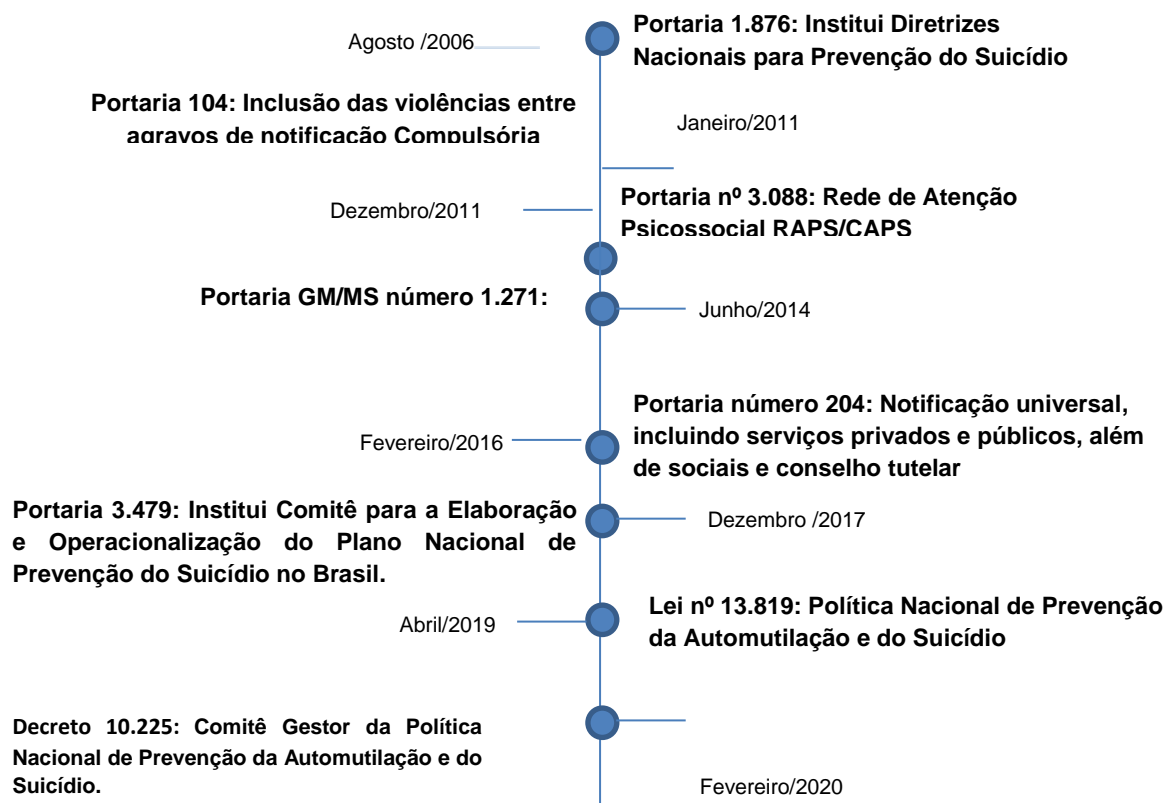 Agosto /2006
Portaria 1.876: Institui Diretrizes
Nacionais para Prevenção do Suicídio
Portaria 104: Inclusão das violências entre
agravos de notificação Compulsória
Janeiro/2011
Dezembro/2011
Portaria nº 3.088: Rede de Atenção
Psicossocial RAPS/CAPS
Portaria GM/MS número 1.271:
Junho/2014
Fevereiro/2016
Portaria número 204: Notificação universal,
incluindo serviços privados e públicos, além
de sociais e conselho tutelar
Portaria 3.479: Institui Comitê para a Elaboração
e Operacionalização do Plano Nacional de
Prevenção do Suicídio no Brasil.
Dezembro /2017
Abril/2019
Lei nº 13.819: Política Nacional de Prevenção
da Automutilação e do Suicídio
Decreto 10.225: Comitê Gestor da Política
Nacional de Prevenção da Automutilação e do
Suicídio.
Fevereiro/2020